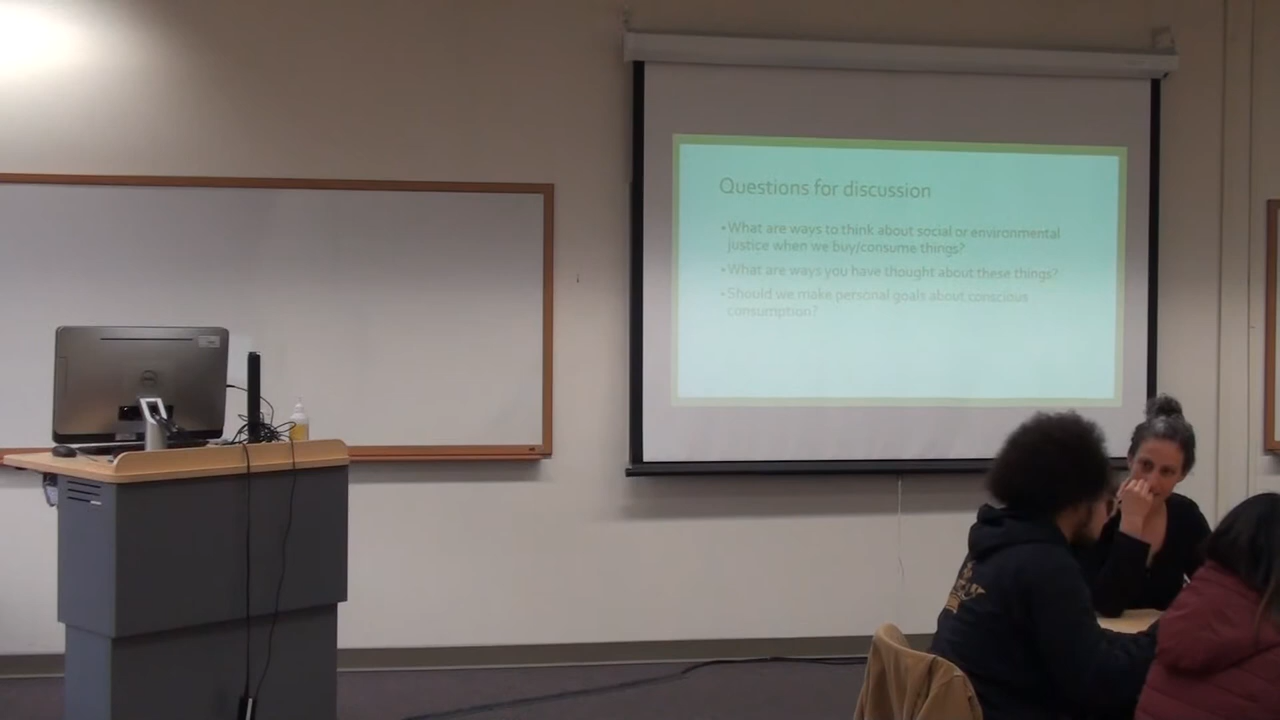 Questions for discussion
•What are ways to think about social or environmental
justice when we buy/consume things?
•What are ways you have thought about these things?
•Should we make personal goals about conscious
consumption?